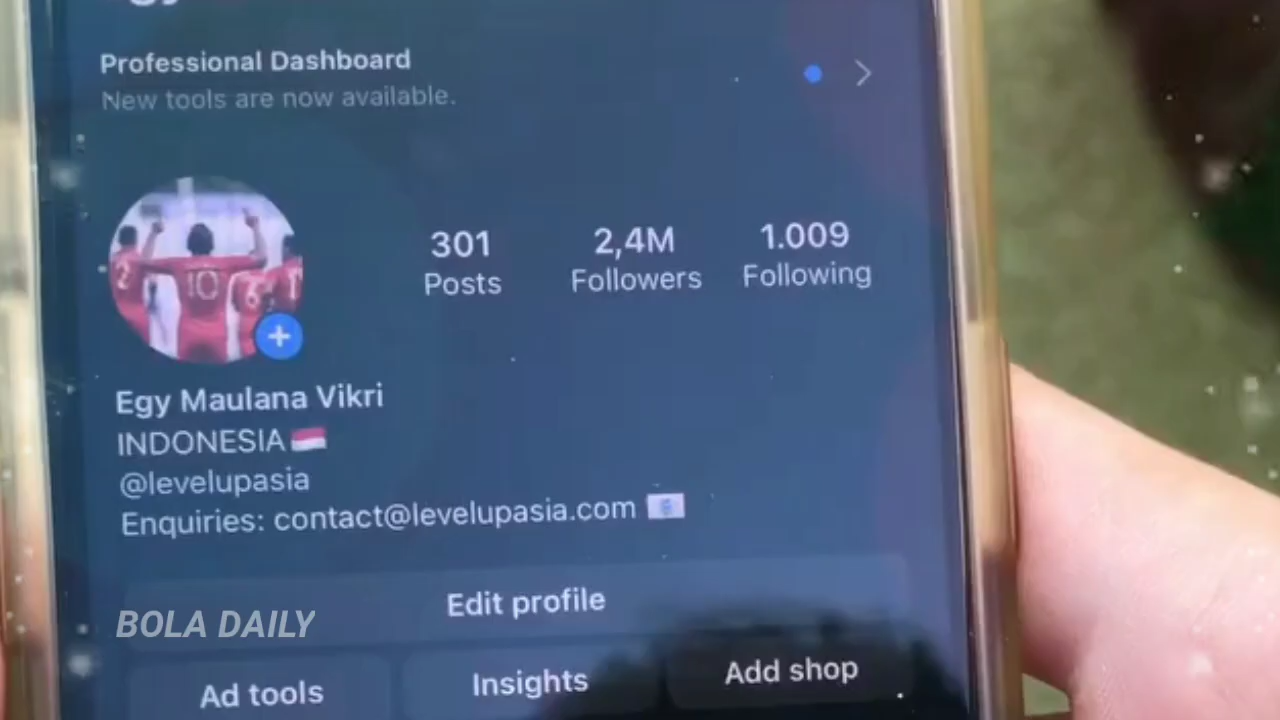 Professional Dashboard
New tools are now available.
301
Posts
2,4M
Followers
1.009
Following
10
Egy Maulana Vikri
INDONESIA
@levelupasia
Enquiries: contact@levelupasia.com
Edit profile
BOLA DAILY
Ad tools
Insights
Add shop